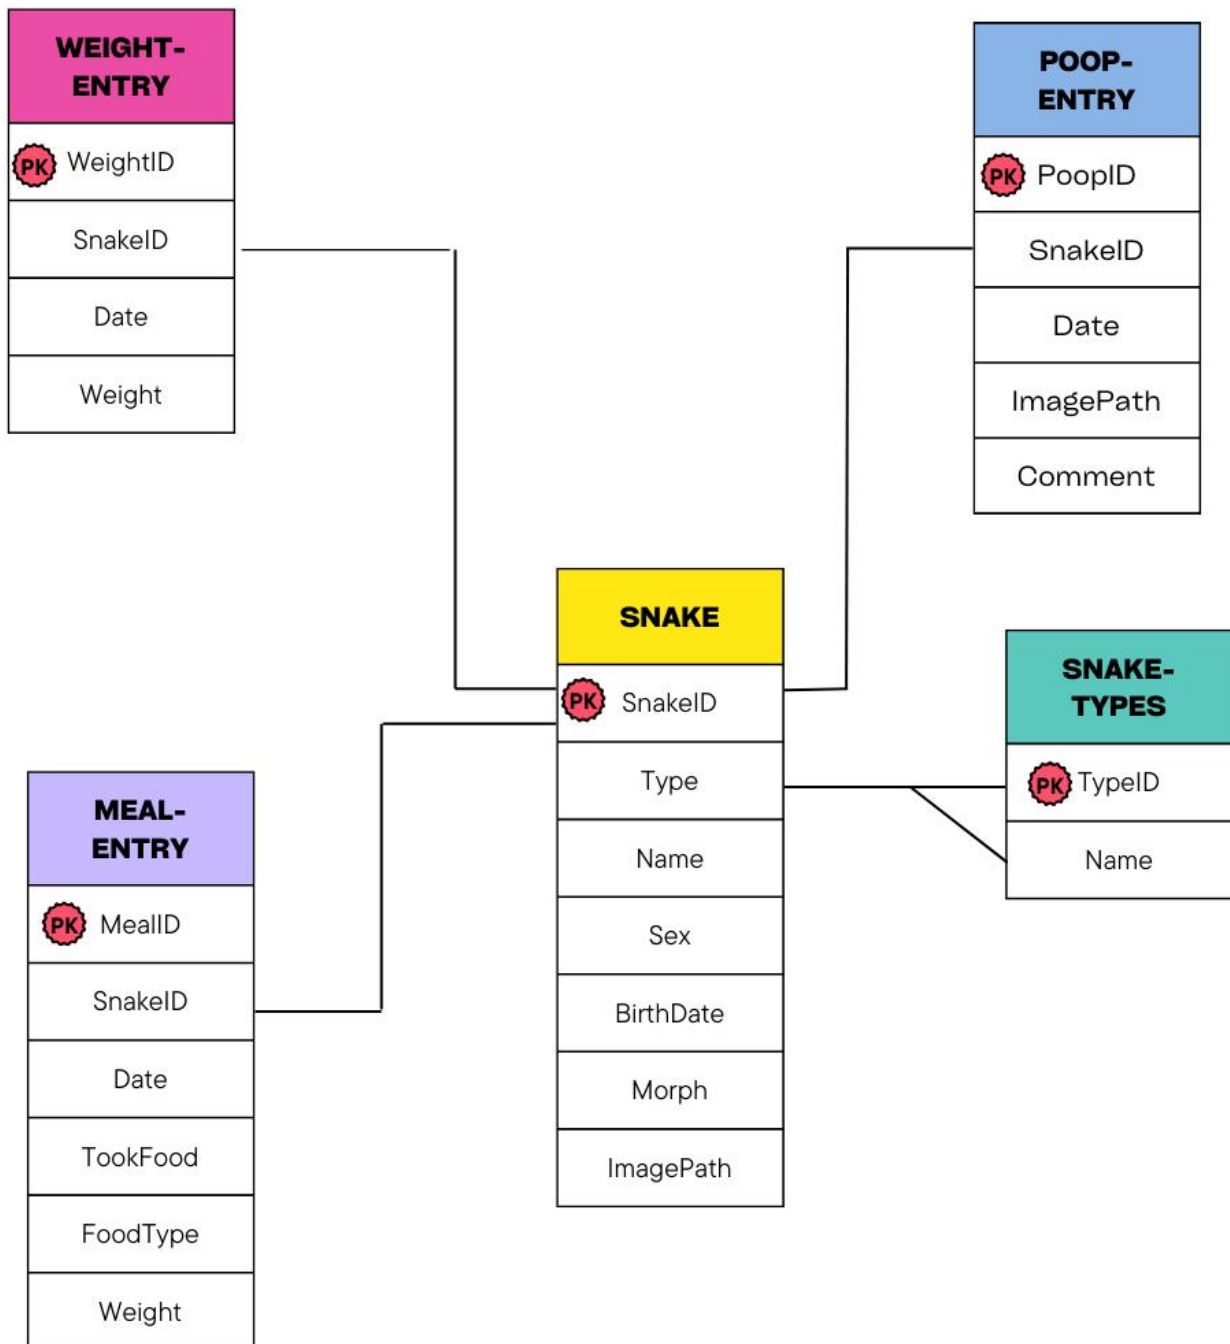 WEIGHT-
ENTRY
PK WeightID
SnakeID
Date
Weight
POOP-
ENTRY
PK PoopID
SnakeID
Date
ImagePath
Comment
SNAKE
PK SnakeID
Type
Name
Sex
BirthDate
Morph
ImagePath
SNAKE-
TYPES
PK TypeID
Name
MEAL-
ENTRY
PK MealID
SnakeID
Date
TookFood
FoodType
Weight